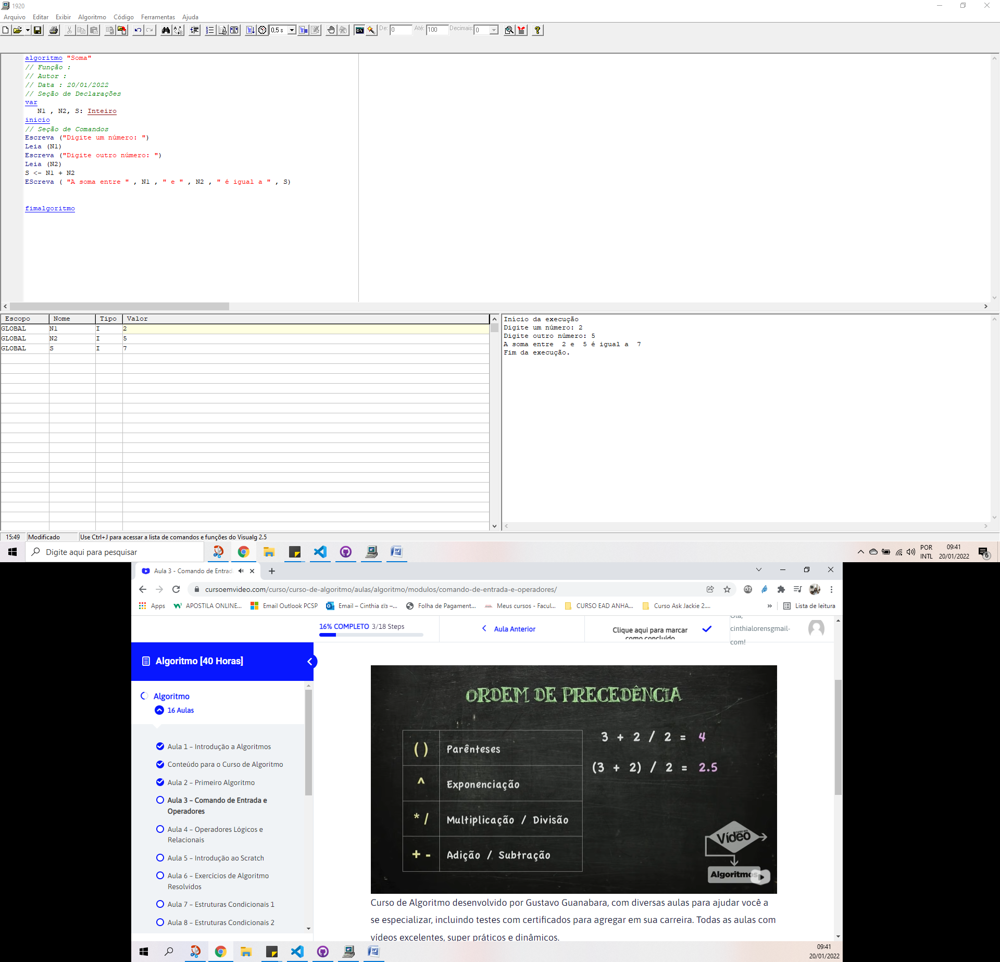 1920
Arquivo Editar Exibir Algoritmo Código Ferramentas Ajuda
0,5 s De: 0 Até: 100 Decimais: 0
algoritmo "Soma"
// Função :
// Autor :
// Data : 20/01/2022
// Seção de Declarações
var
N1 , N2, S: Inteiro
inicio
// Seção de Comandos
Escreva ("Digite um número: ")
Leia (N1)
Escreva ("Digite outro número: ")
Leia (N2)
S <- N1 + N2
EScreva ( "A soma entre " , N1 , " e " , N2 , " é igual a " , S)
fimalgoritmo
Escopo Nome Tipo Valor
GLOBAL N1 I 2
GLOBAL N2 I 5
GLOBAL S I 7
Início da execução
Digite um número: 2
Digite outro número: 5
A soma entre  2 e  5 é igual a  7
Fim da execução.
15:49 Modificado Use Ctrl+J para acessar a lista de comandos e funções do Visualg 2.5
Digite aqui para pesquisar
POR
INTL
09:41
20/01/2022
6
Aula 3 - Comando de Entrad
cursoemvideo.com/curso/curso-de-algoritmo/aulas/algoritmo/modulos/comando-de-entrada-e-operadores/
Apps APOSTILA ONLINE... Email Outlook PCSP Email – Cinthia εïз –... Folha de Pagament... Meus cursos - Facul... CURSO EAD ANHA... Curso Ask Jackie 2.... » Lista de leitura
16% COMPLETO 3/18 Steps
Aula Anterior
Clique aqui para marcar
como concluído
Olá,
cinthialorensgmail-
com!
Algoritmo [40 Horas]
Algoritmo
16 Aulas
Aula 1 – Introdução a Algoritmos
Conteúdo para o Curso de Algoritmo
Aula 2 – Primeiro Algoritmo
Aula 3 – Comando de Entrada e
Operadores
Aula 4 – Operadores Lógicos e
Relacionais
Aula 5 – Introdução ao Scratch
Aula 6 – Exercícios de Algoritmo
Resolvidos
Aula 7 – Estruturas Condicionais 1
Aula 8 – Estruturas Condicionais 2
ORDEM DE PRECEDÊNCIA
( ) Parênteses
^ Exponenciação
* / Multiplicação / Divisão
+ - Adição / Subtração
3 + 2 / 2 = 4
(3 + 2) / 2 = 2.5
Curso em
Vídeo
Algoritmos
Curso de Algoritmo desenvolvido por Gustavo Guanabara, com diversas aulas para ajudar você a
se especializar, incluindo testes com certificados para agregar em sua carreira. Todas as aulas com
vídeos excelentes, super práticos e dinâmicos.
09:41
20/01/2022